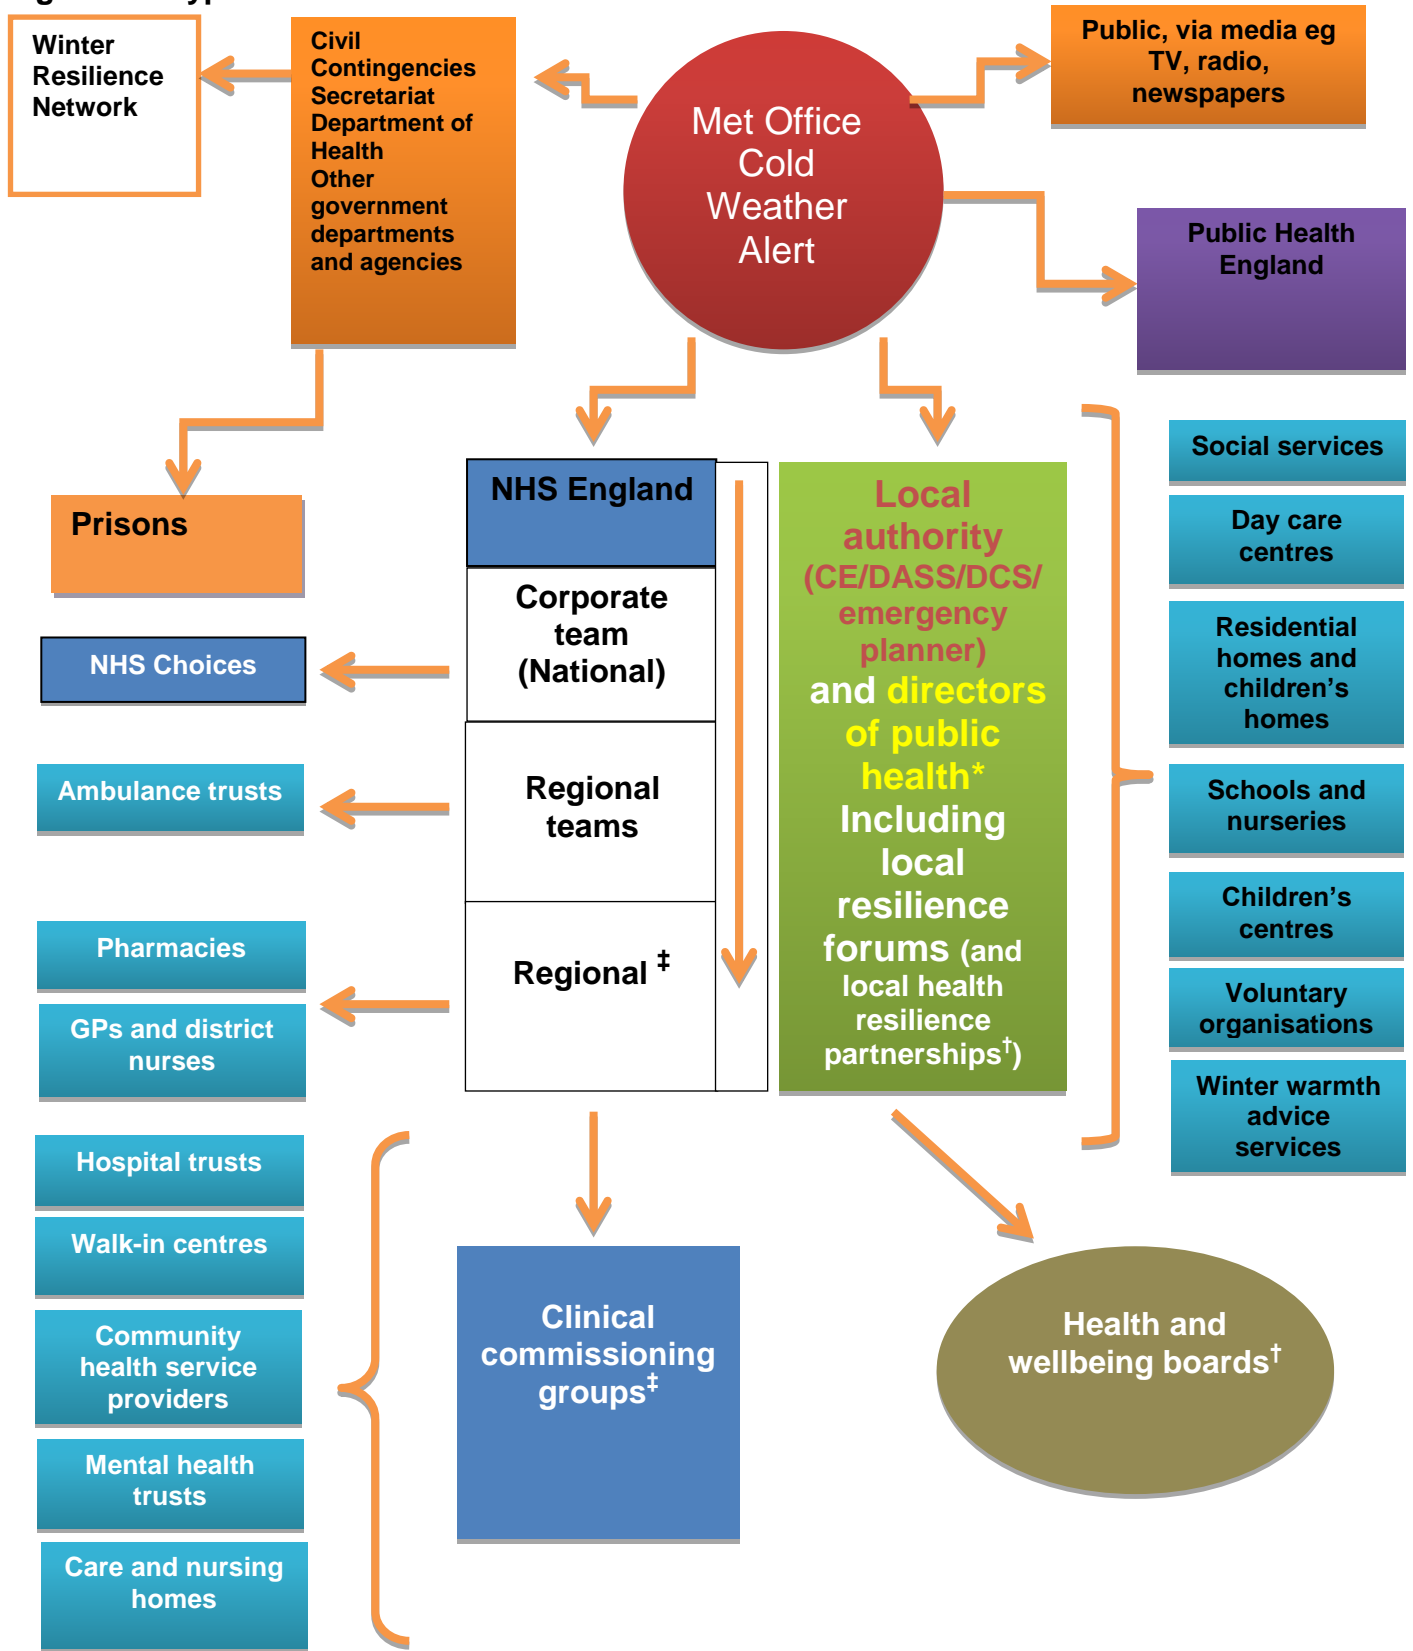 Winter
Resilience
Network
Civil
Contingencies
Secretariat
Department of
Health
Other
government
departments
and agencies
Met Office
Cold
Weather
Alert
Public, via media eg
TV, radio,
newspapers
Public Health
England
Prisons
NHS Choices
Ambulance trusts
Pharmacies
GPs and district
nurses
NHS England
Corporate
team
(National)
Regional
teams
Regional ‡
Local
authority
(CE/DASS/DCS/
emergency
planner)
and directors
of public
health*
Including
local
resilience
forums (and
local health
resilience
partnerships†)
Social services
Day care
centres
Residential
homes and
children’s
homes
Schools and
nurseries
Children’s
centres
Voluntary
organisations
Winter warmth
advice
services
Hospital trusts
Walk-in centres
Community
health service
providers
Mental health
trusts
Care and nursing
homes
Clinical
commissioning
groups‡
Health and
wellbeing boards†